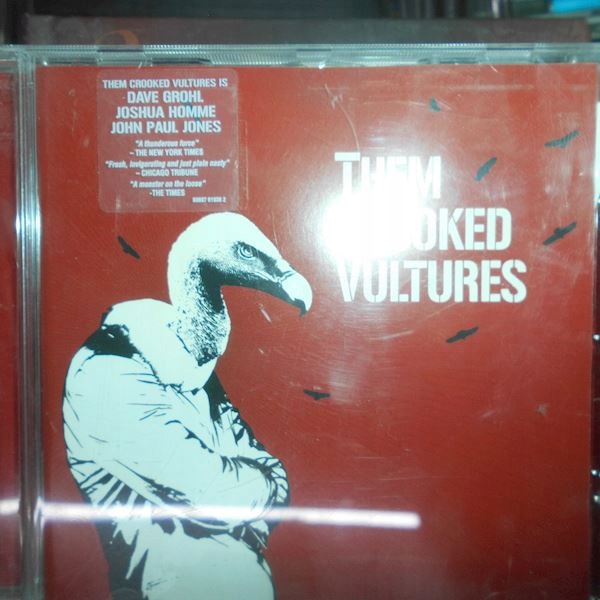 THEM CROOKED VULTURES IS
DAVE GROHL
JOSHUA HOMME
JOHN PAUL JONES
"A thunderous force"
~ THE NEW YORK TIMES
"Fresh, invigorating and just plain nasty"
~ CHICAGO TRIBUNE
"A monster on the loose"
-THE TIMES
THEM
CROOKED
VULTURES